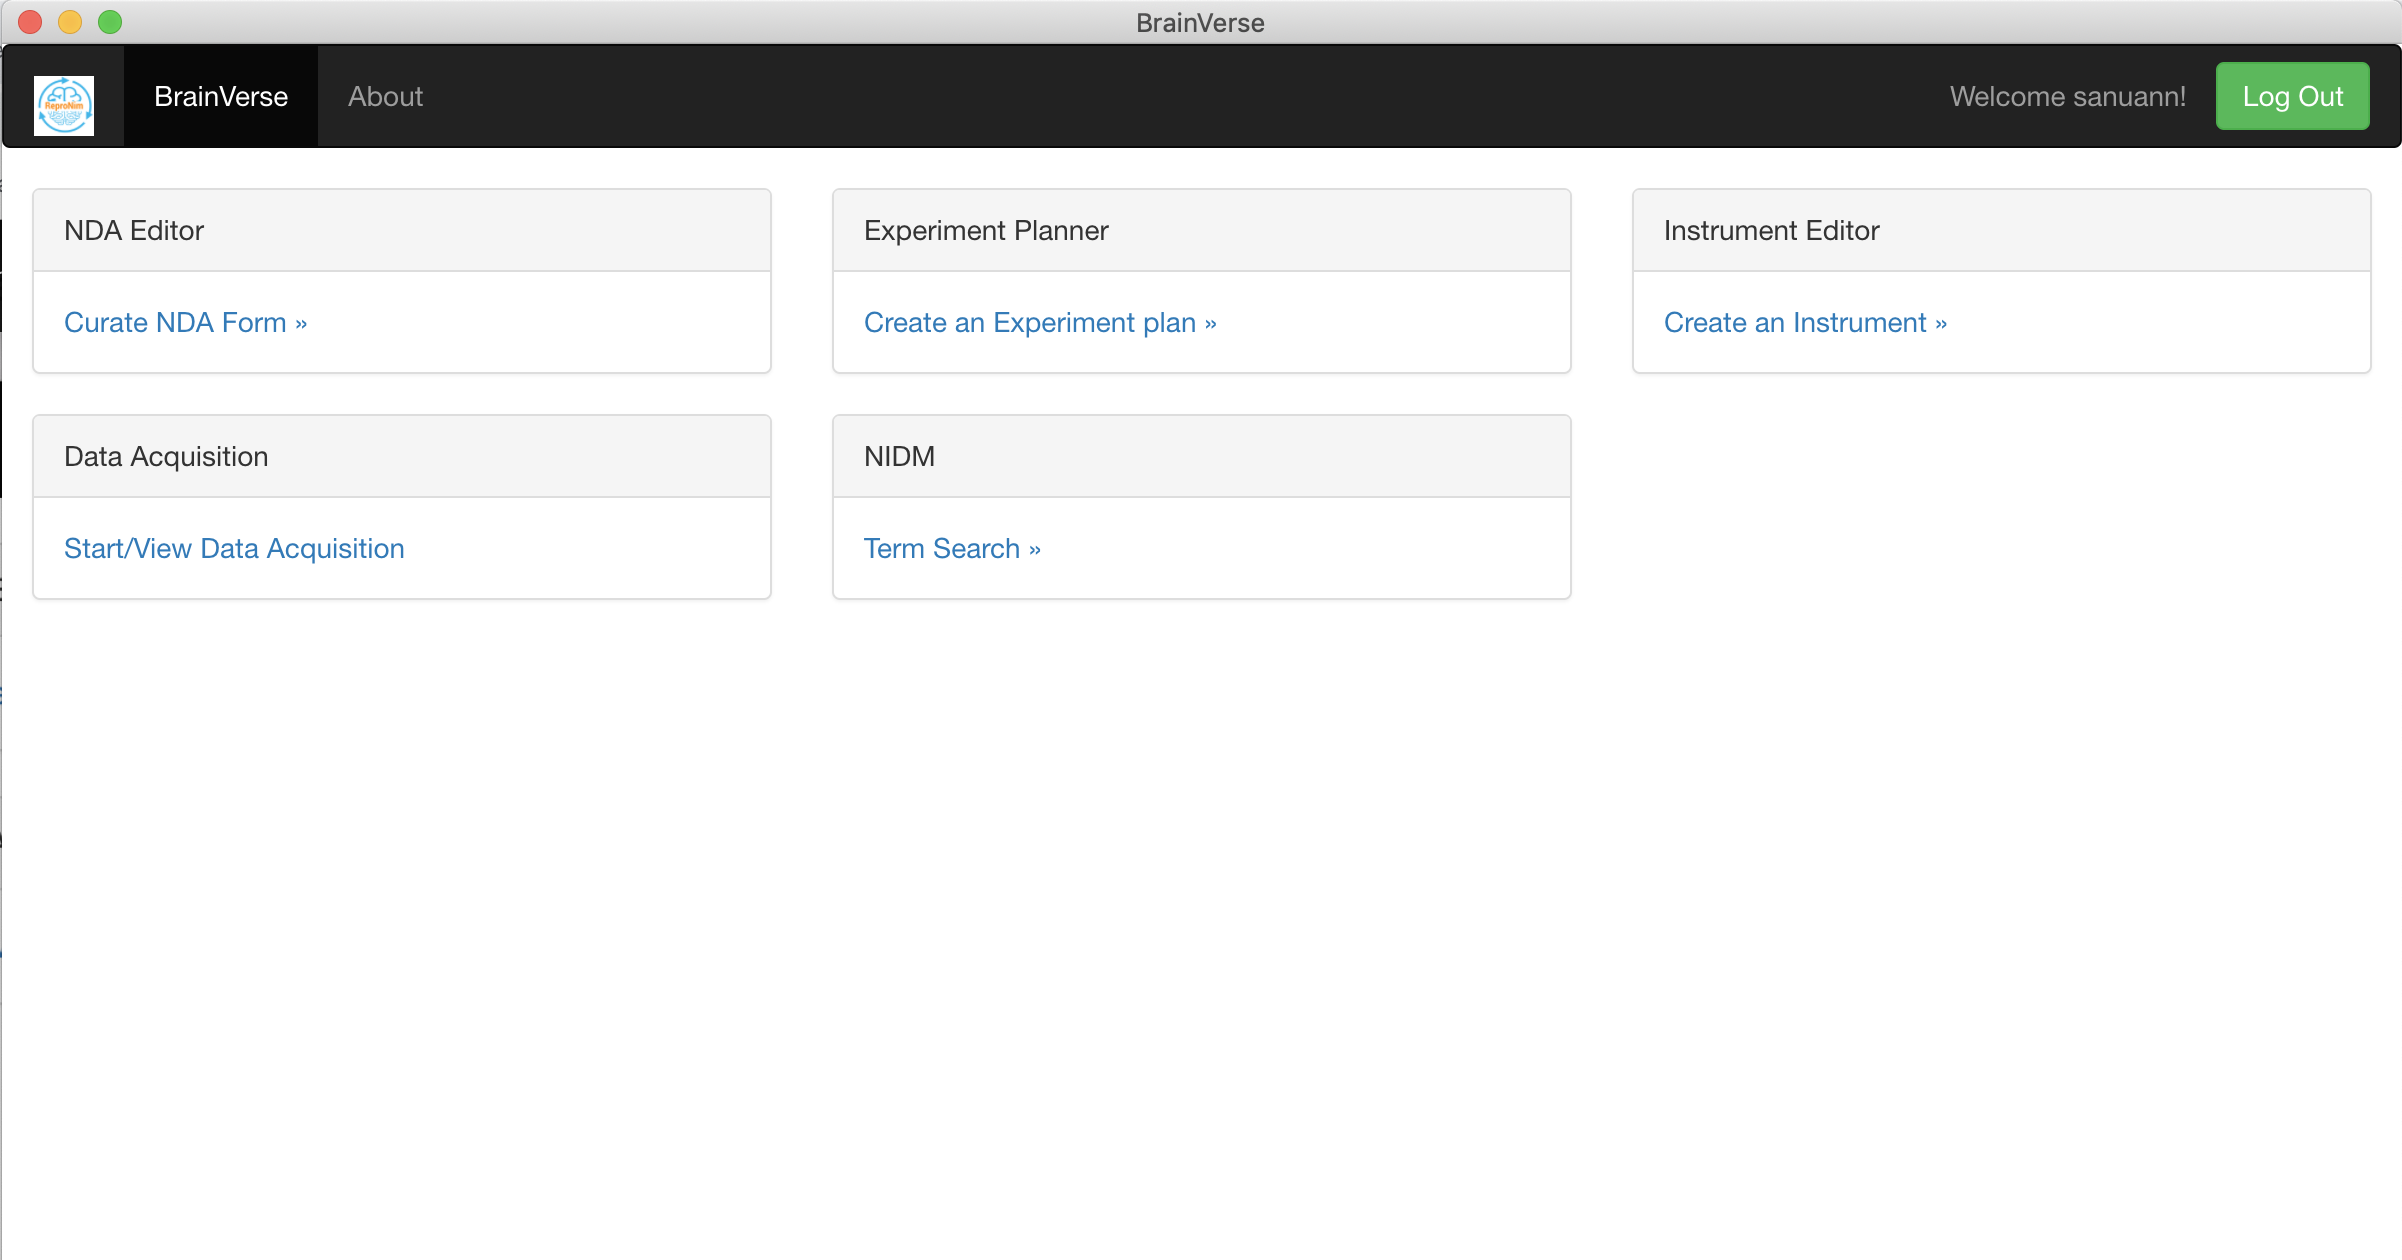 BrainVerse
ReproNim
BrainVerse
About
Welcome sanuann!
Log Out
NDA Editor
Curate NDA Form »
Experiment Planner
Create an Experiment plan »
Instrument Editor
Create an Instrument »
Data Acquisition
Start/View Data Acquisition
NIDM
Term Search »